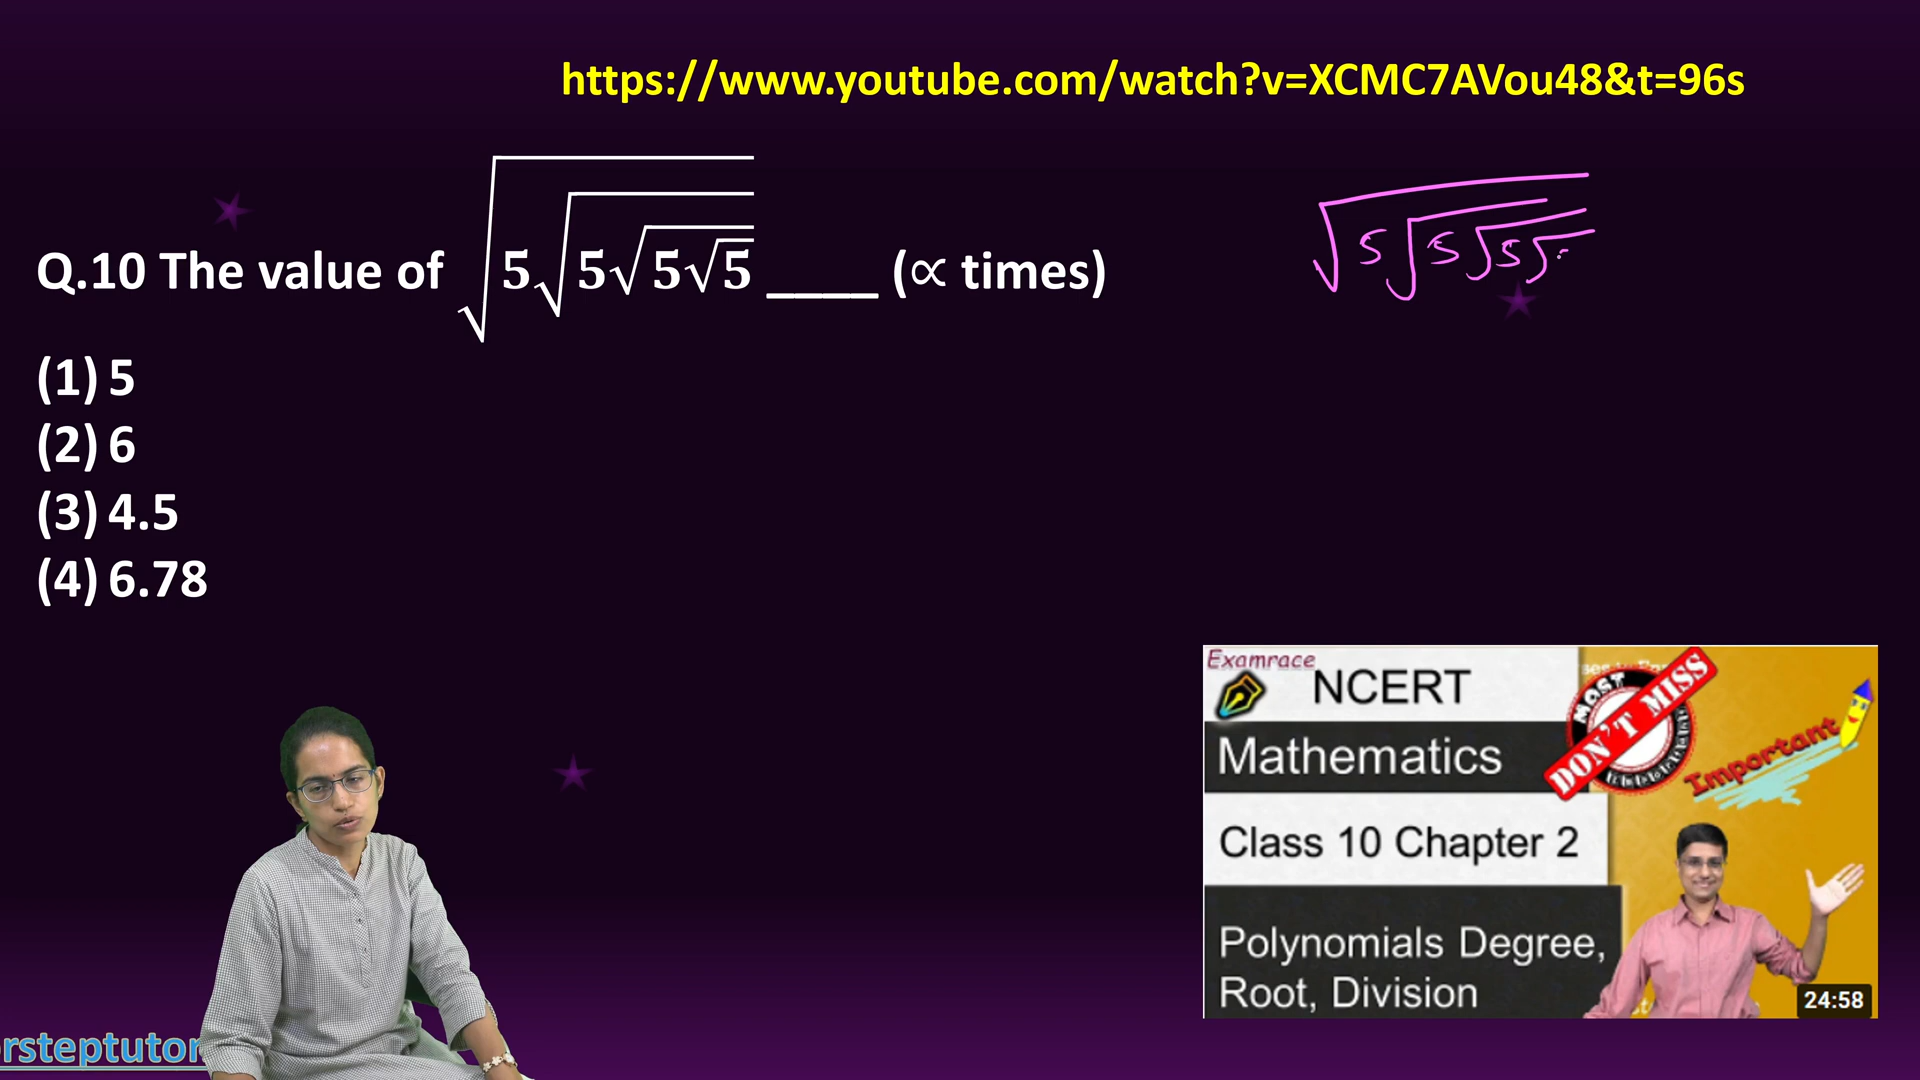 https://www.youtube.com/watch?v=XCMC7AVou48&t=96s
Q.10 The value of √5√5√5√5 ____ (∝ times)
√5√5√5√
(1) 5
(2) 6
(3) 4.5
(4) 6.78
Examrace
NCERT
Mathematics
Class 10 Chapter 2
Polynomials Degree,
Root, Division
MOST
DON'T MISS
Important
24:58
rsteptutor